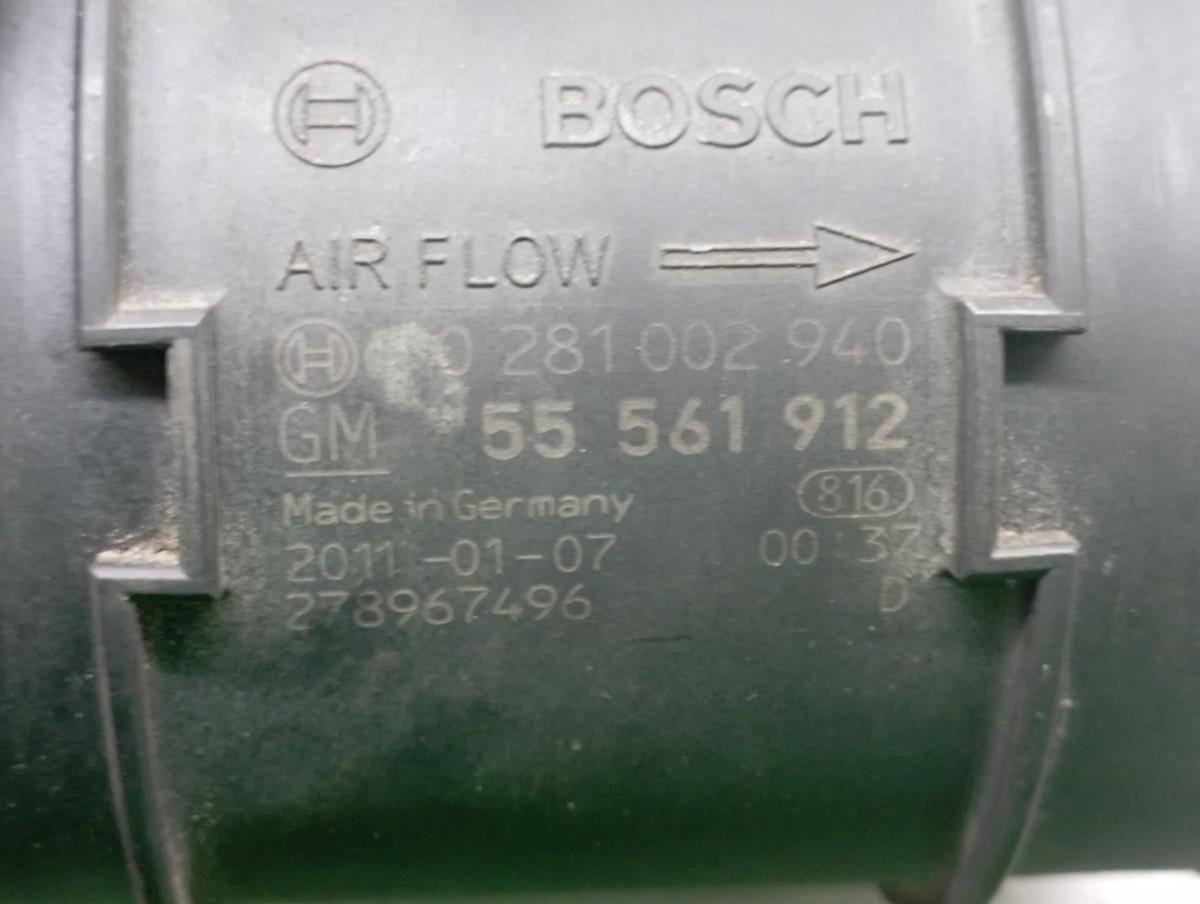 BOSCH
AIR FLOW
0 281 002 940
GM 55 561 912
Made in Germany 816
2011-01-07 00:37
278967496 D